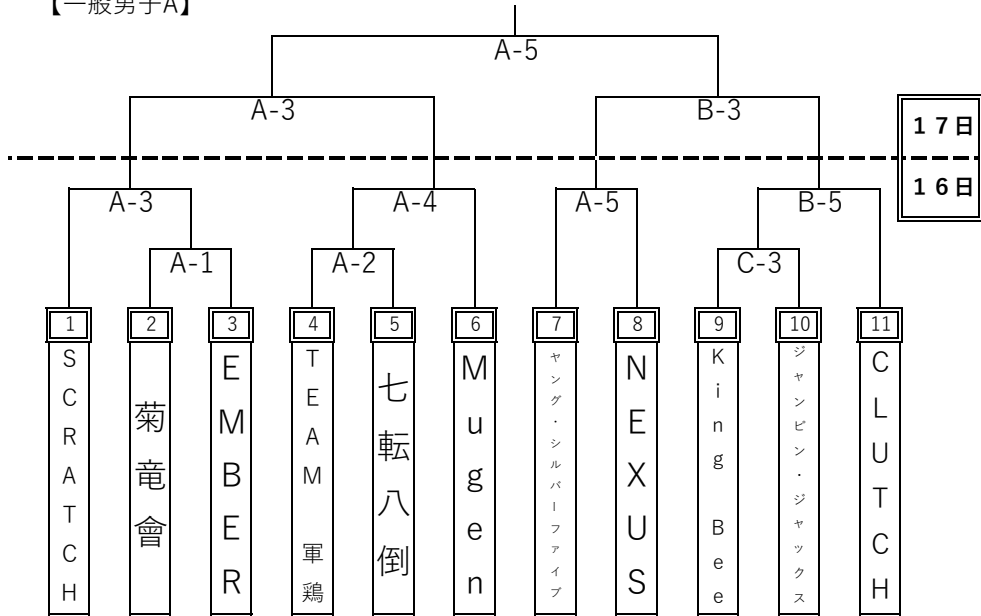 【一般男子A】
A-5
A-3
B-3
17日
16日
A-3
A-4
A-5
B-5
A-1
A-2
C-3
1
2
3
4
5
6
7
8
9
10
11
SCRATCH
菊竜會
EMBER
TEAM 軍鶏
七転八倒
Mugen
ヤング・シルバーファイブ
NEXUS
King Bee
ジャンピン・ジャックス
CLUTCH